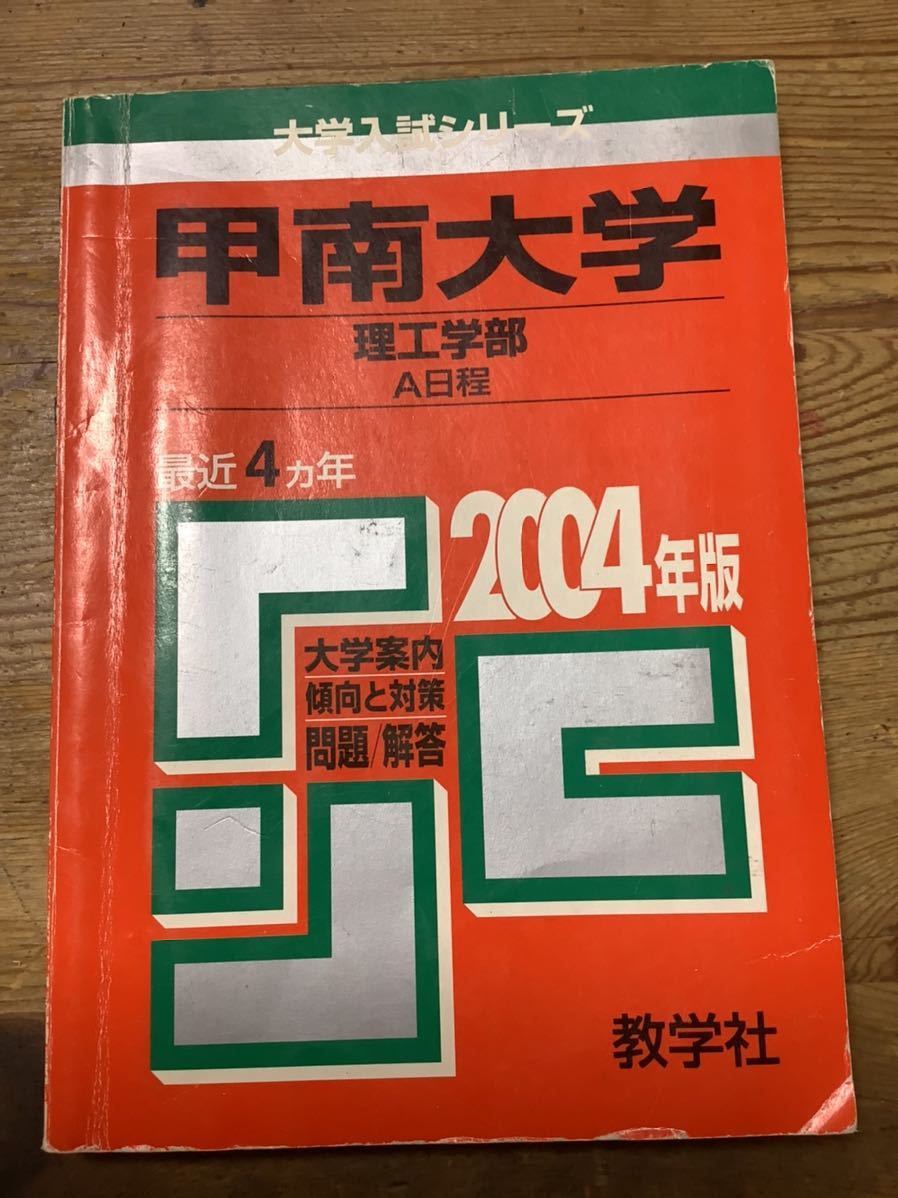 大学入試シリーズ
甲南大学
理工学部
A日程
最近4ヵ年
2004年版
大学案内
傾向と対策
問題/解答
教学社